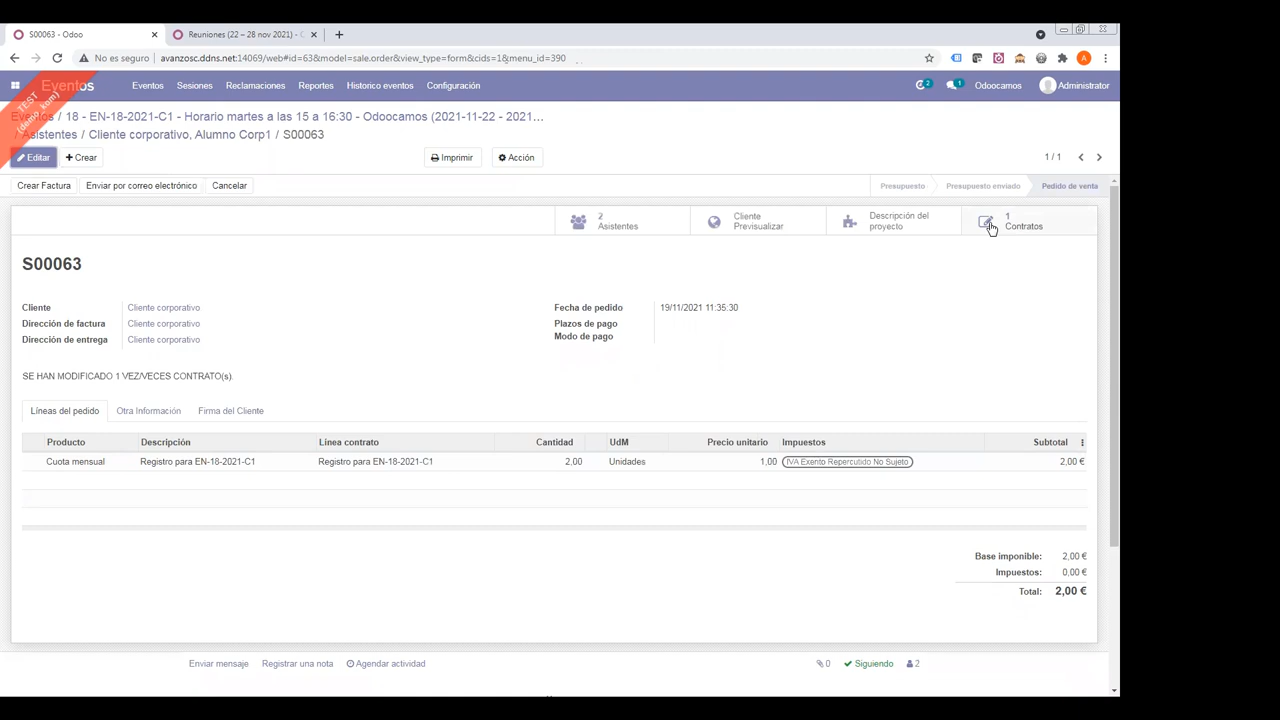 S00063 - Odoo
Reuniones (22 – 28 nov 2021) - C
No es seguro
avanzosc.ddns.net:14069/web#id=63&model=sale.order&view_type=form&cids=1&menu_id=390
A
TEST
Eventos
Eventos
Sesiones
Reclamaciones
Reportes
Historico eventos
Configuración
2
1
Odoocamos
Administrator
Eventos / 18 - EN-18-2021-C1 - Horario martes a las 15 a 16:30 - Odoocamos (2021-11-22 - 2021...
/ Asistentes / Cliente corporativo, Alumno Corp1 / S00063
Editar
Crear
Imprimir
Acción
1 / 1
Crear Factura
Enviar por correo electrónico
Cancelar
Presupuesto
Presupuesto enviado
Pedido de venta
2
Asistentes
Cliente
Previsualizar
Descripción del
proyecto
1
Contratos
S00063
Cliente
Cliente corporativo
Fecha de pedido
19/11/2021 11:35:30
Dirección de factura
Cliente corporativo
Plazos de pago
Dirección de entrega
Cliente corporativo
Modo de pago
SE HAN MODIFICADO 1 VEZ/VECES CONTRATO(s).
Líneas del pedido
Otra Información
Firma del Cliente
Producto
Descripción
Línea contrato
Cantidad
UdM
Precio unitario
Impuestos
Subtotal
Cuota mensual
Registro para EN-18-2021-C1
Registro para EN-18-2021-C1
2,00
Unidades
1,00
IVA Exento Repercutido No Sujeto
2,00 €
Base imponible:
2,00 €
Impuestos:
0,00 €
Total:
2,00 €
Enviar mensaje
Registrar una nota
Agendar actividad
0
Siguiendo
2